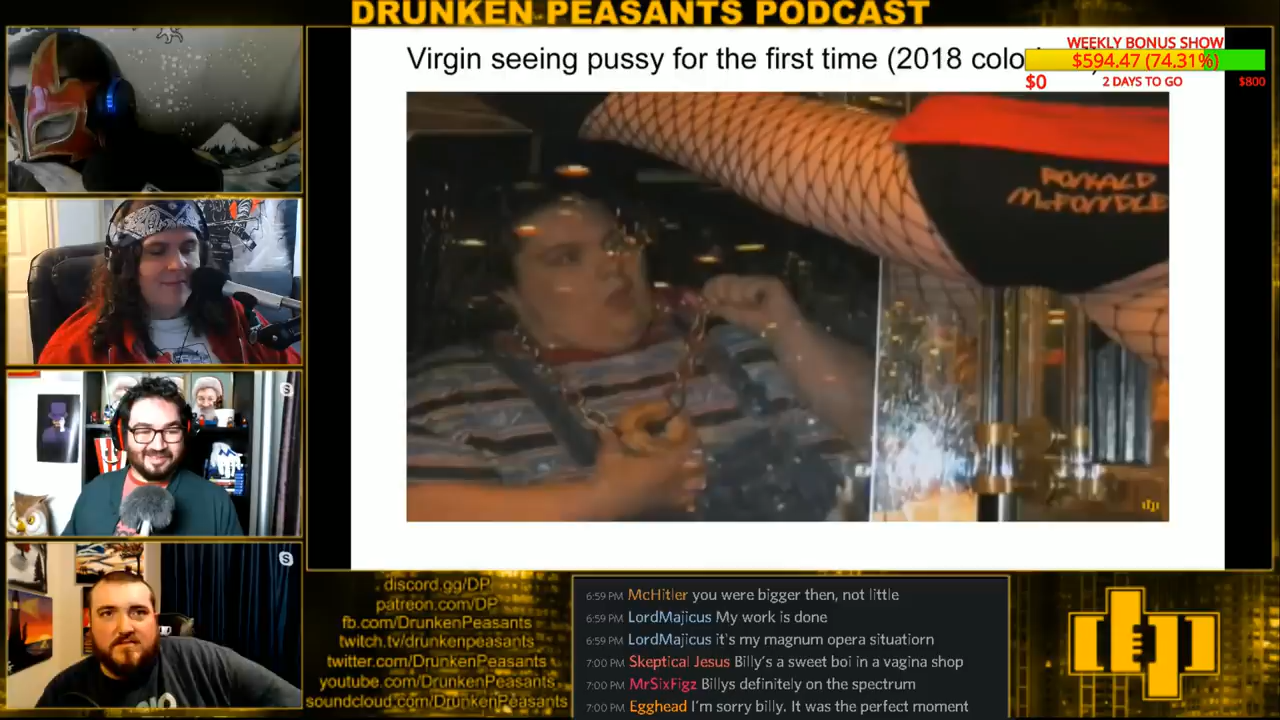 DRUNKEN PEASANTS PODCAST
Virgin seeing pussy for the first time (2018
WEEKLY BONUS SHOW
$594.47 (74.31%)
$0 2 DAYS TO GO $800
RONALD
S
S
discord.gg/DP
patreon.com/DP
fb.com/DrunkenPeasants
twitch.tv/drunkenpeasants
twitter.com/DrunkenPeasants
youtube.com/DrunkenPeasants
soundcloud.com/DrunkenPeasants
6:59 PM McHitler you were bigger then, not little
6:59 PM LordMajicus My work is done
6:59 PM LordMajicus it's my magnum opera situatiorn
7:00 PM Skeptical Jesus Billy's a sweet boi in a vagina shop
7:00 PM MrSixFigz Billys definitely on the spectrum
7:00 PM Egghead I'm sorry billy. It was the perfect moment